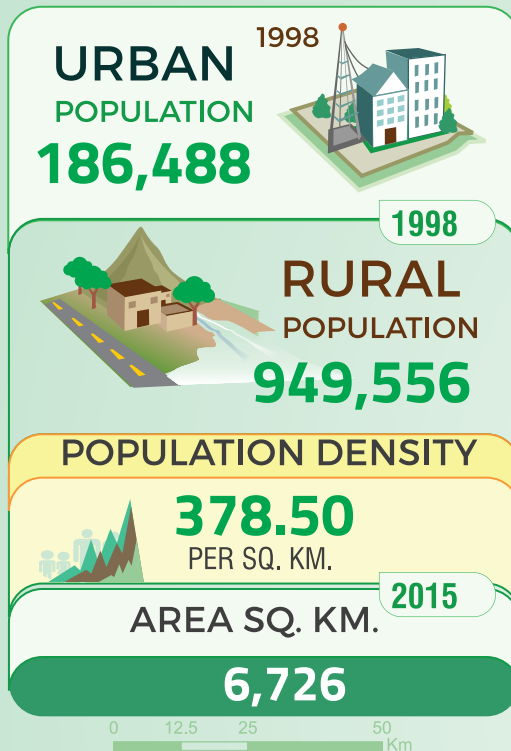 1998
URBAN
POPULATION
186,488
1998
RURAL
POPULATION
949,556
POPULATION DENSITY
378.50
PER SQ. KM.
2015
AREA SQ. KM.
6,726
0 12.5 25 50
Km